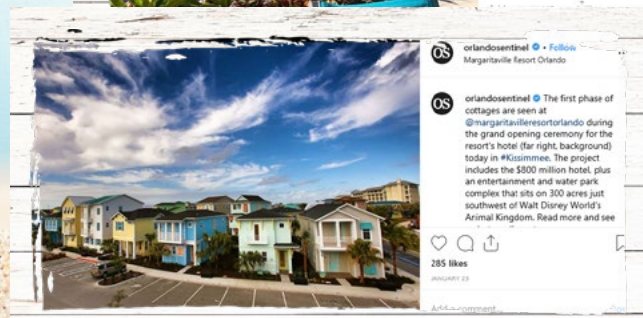 orlandosentinel • Follow
Margaritaville Resort Orlando
OS
OS
orlandosentinel The first phase of
cottages are seen at
@margaritavilleresortorlando during
the grand opening ceremony for the
resort's hotel (far right, background)
today in #Kissimmee. The project
includes the $800 million hotel, plus
an entertainment and water park
complex that sits on 300 acres just
southwest of Walt Disney World's
Animal Kingdom. Read more and see
285 likes
JANUARY 23
Add a comment